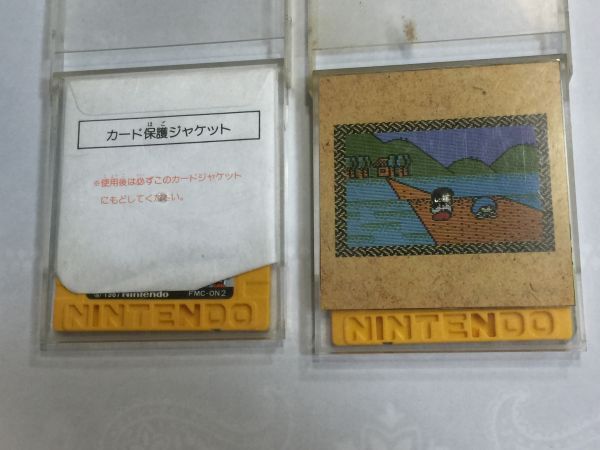 カード保護ジャケット
※使用後は必ずこのカードジャケット
にもどしてください。
© 1987 Nintendo FMC-ON2
NINTENDO
NINTENDO